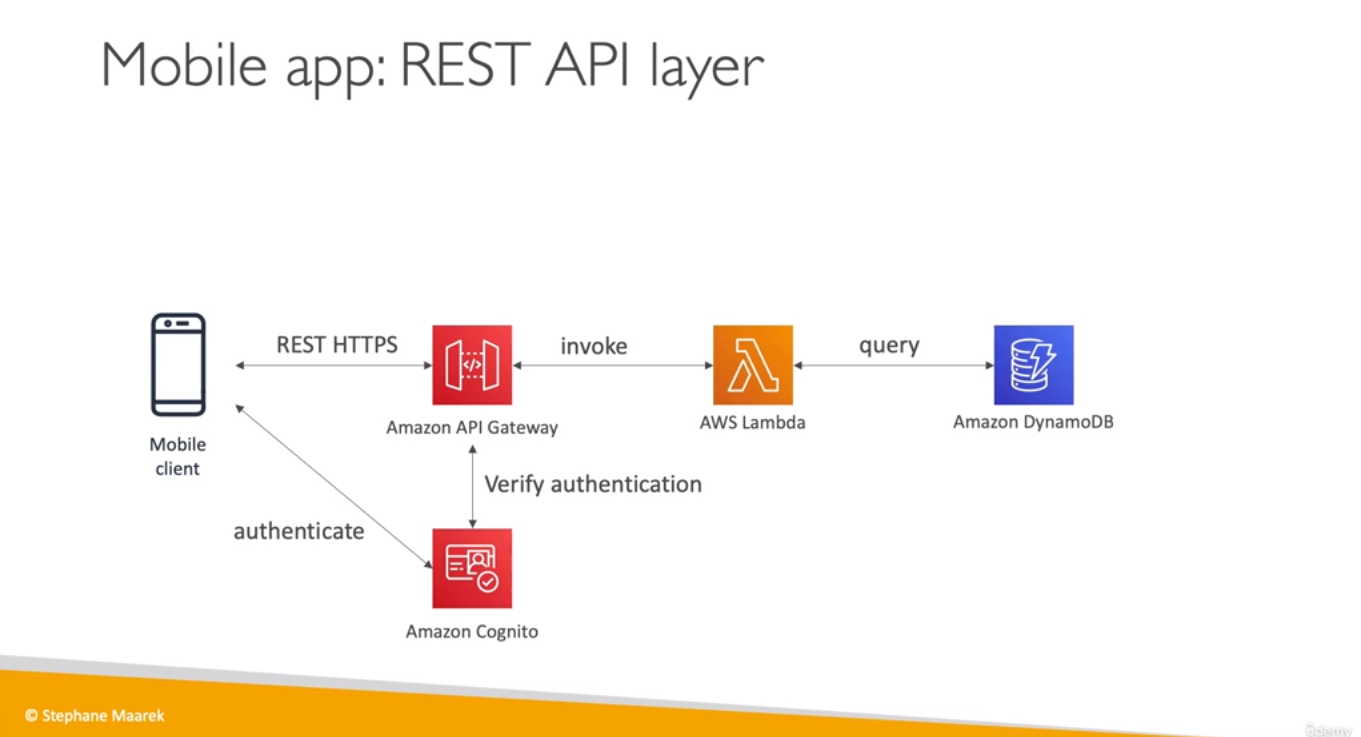 Mobile app: REST API layer
REST HTTPS
invoke
query
Mobile
client
Amazon API Gateway
AWS Lambda
Amazon DynamoDB
Verify authentication
authenticate
Amazon Cognito
© Stephane Maarek
ûdemy